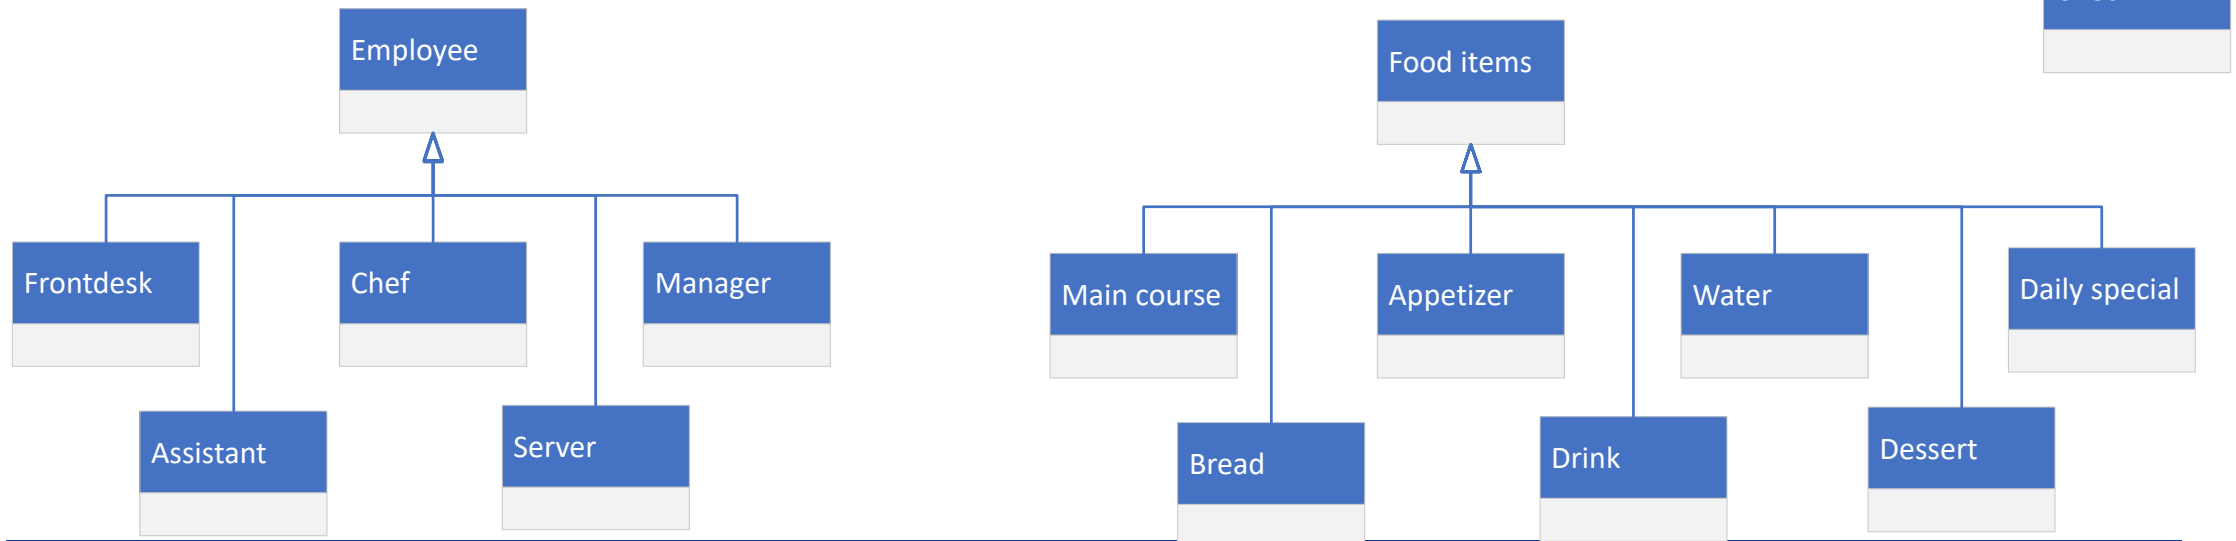 Employee
Food items
Frontdesk
Chef
Manager
Main course
Appetizer
Water
Daily special
Assistant
Server
Bread
Drink
Dessert